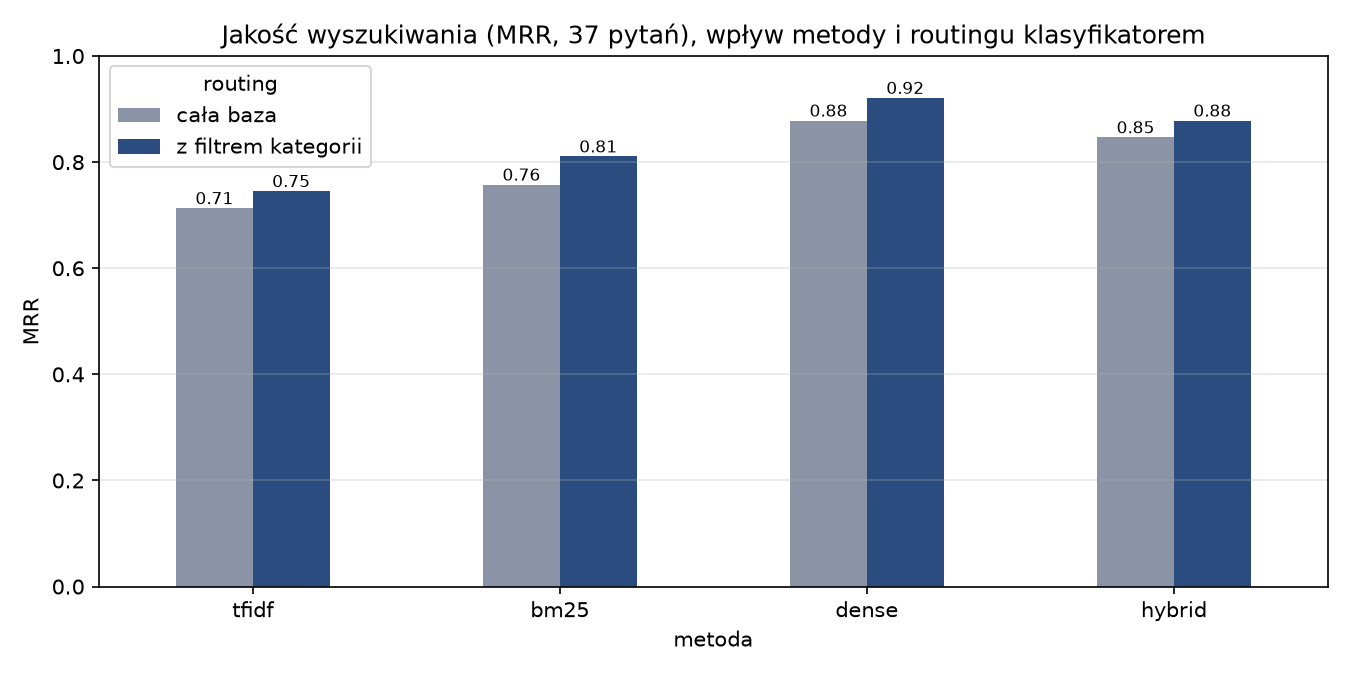 Jakość wyszukiwania (MRR, 37 pytań), wpływ metody i routingu klasyfikatorem
routing
cała baza
z filtrem kategorii
MRR
1.0
0.8
0.6
0.4
0.2
0.0
0.71
0.75
0.76
0.81
0.88
0.92
0.85
0.88
tfidf
bm25
dense
hybrid
metoda